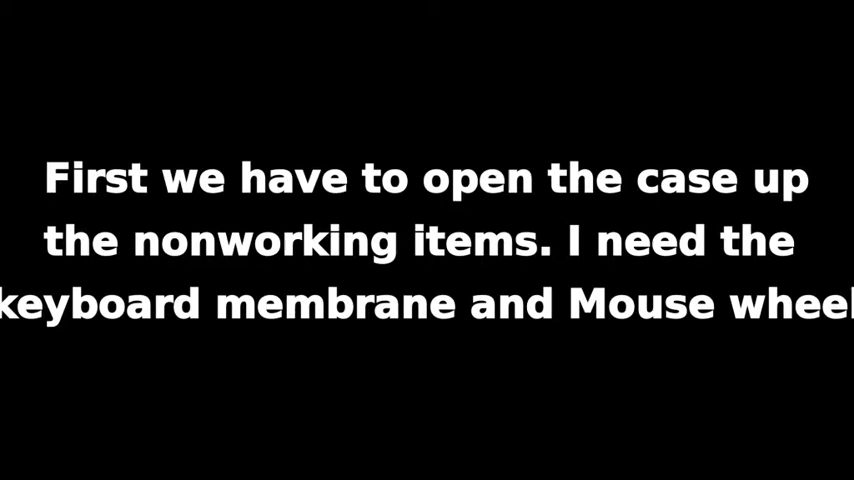 First we have to open the case up
the nonworking items. I need the
keyboard membrane and Mouse wheel